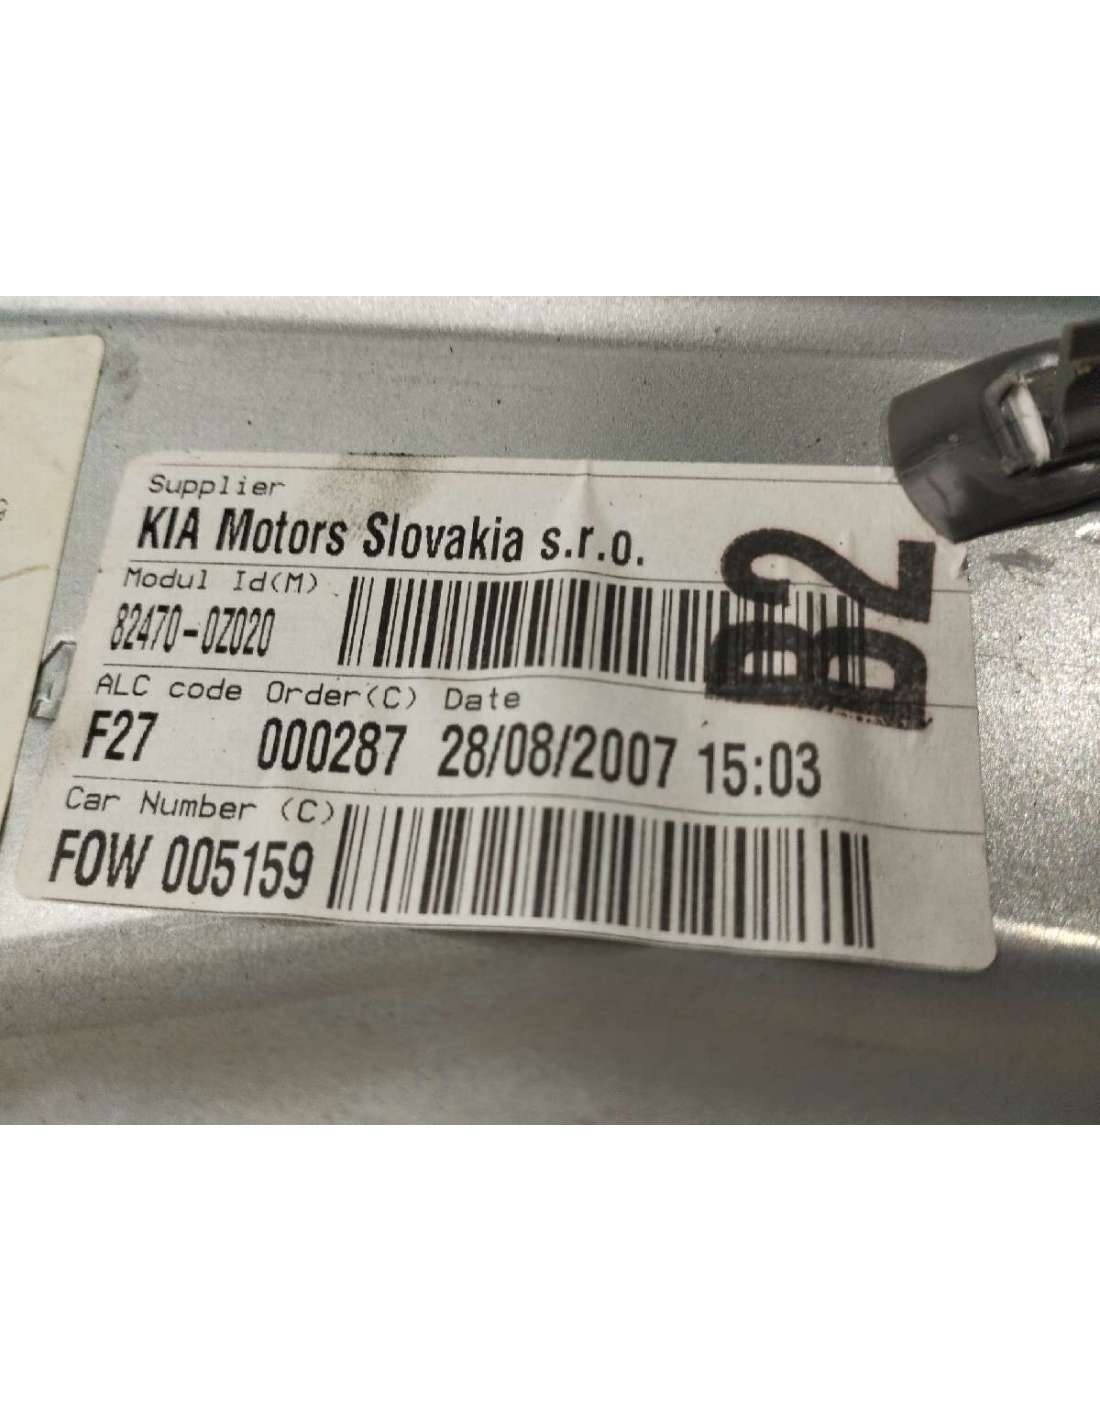 Supplier
KIA Motors Slovakia s.r.o.
Modul Id(M)
82470-0Z020
B2
ALC code Order(C) Date
F27 000287 28/08/2007 15:03
Car Number (C)
FOW 005159